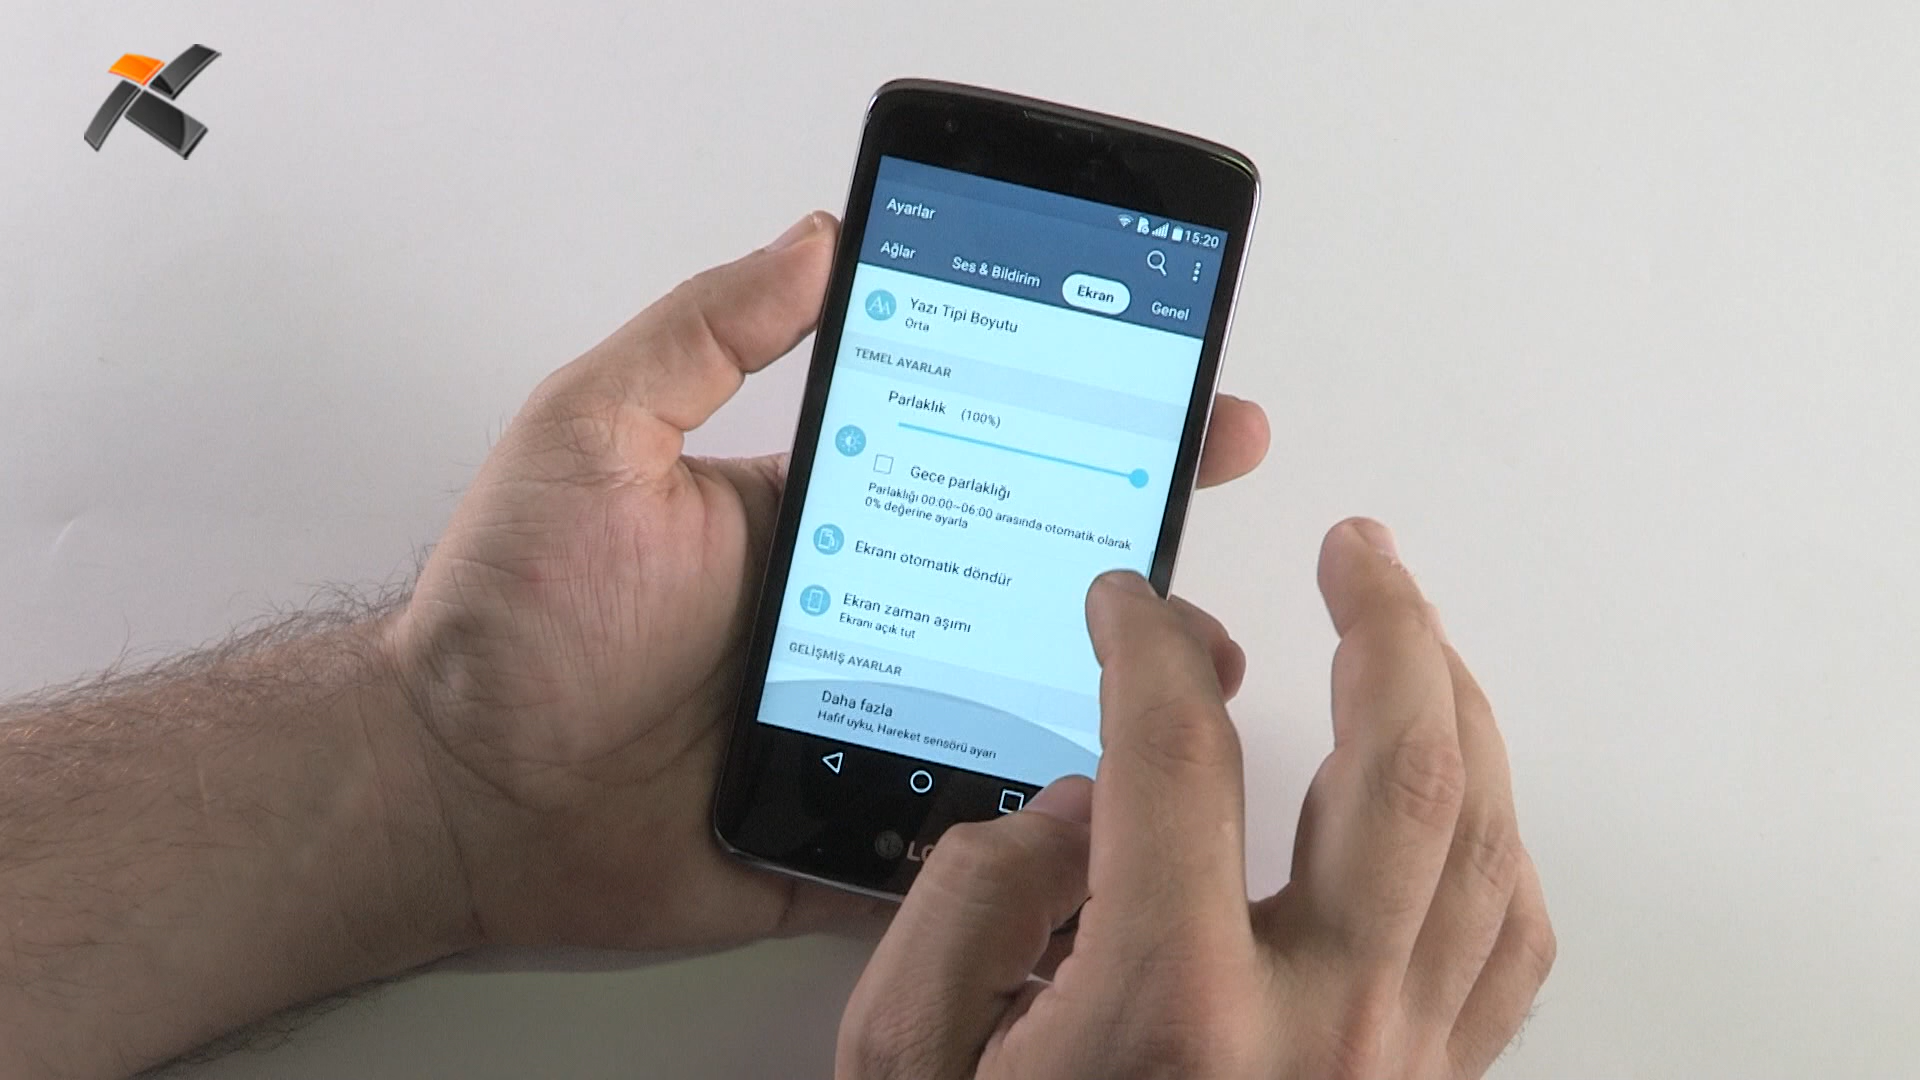 Ayarlar
15:20
Ağlar
Ses & Bildirim
Ekran
Genel
Yazı Tipi Boyutu
Orta
TEMEL AYARLAR
Parlaklık (100%)
Gece parlaklığı
Parlaklığı 00:00~06:00 arasında otomatik olarak
0% değerine ayarla
Ekranı otomatik döndür
Ekran zaman aşımı
Ekranı açık tut
GELİŞMİŞ AYARLAR
Daha fazla
Hafif uyku, Hareket sensörü ayarı
LG